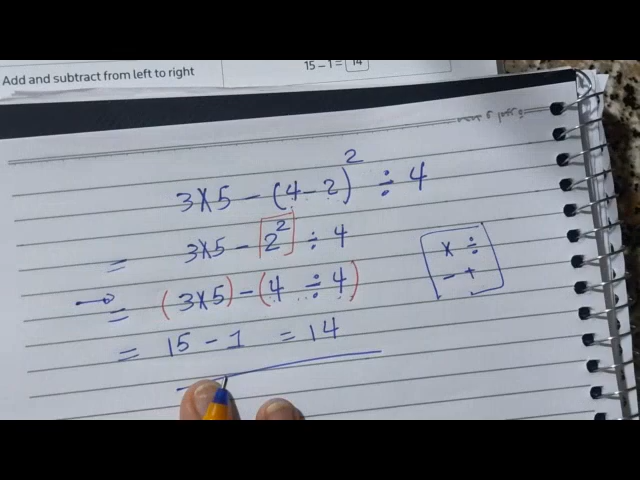 Add and subtract from left to right
15 – 1 = 14
3×5 – (4–2)² ÷ 4
= 3×5 – 2² ÷ 4
= (3×5) – (4 ÷ 4)
= 15 – 1 = 14
× ÷
– +